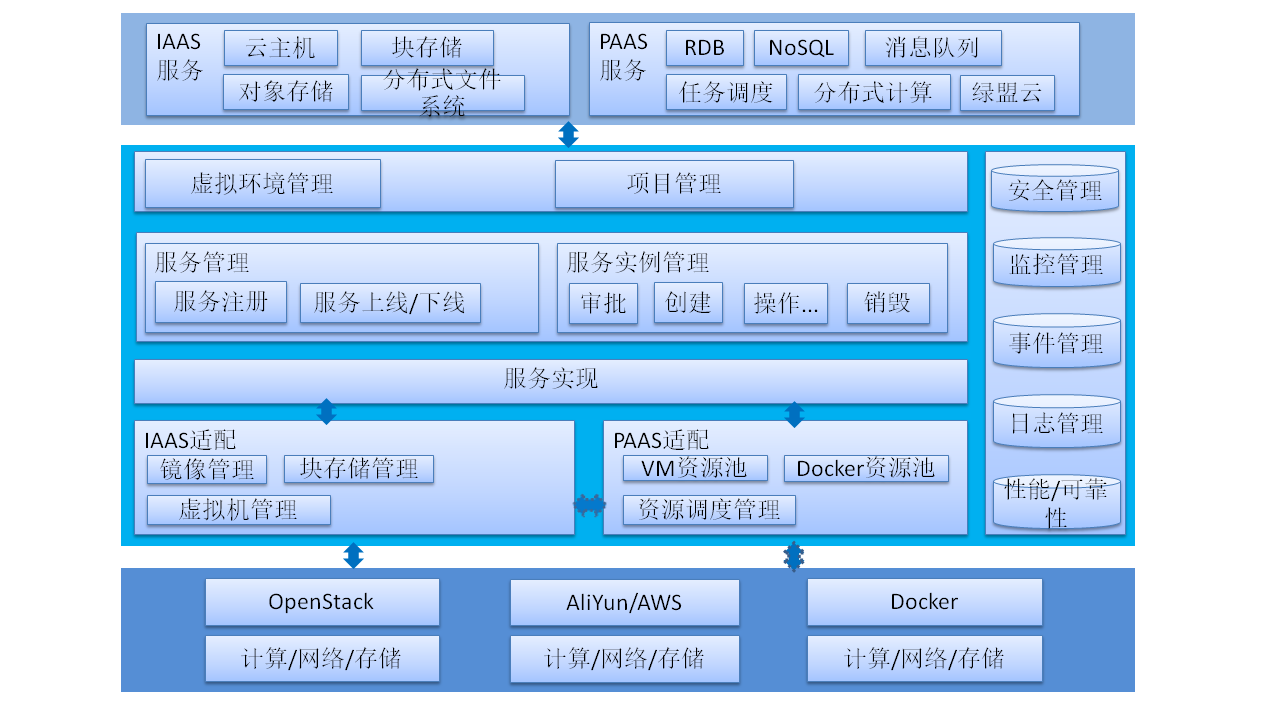 IAAS
服务
云主机
块存储
对象存储
分布式文件
系统
PAAS
服务
RDB
NoSQL
消息队列
任务调度
分布式计算
绿盟云
虚拟环境管理
项目管理
服务管理
服务注册
服务上线/下线
服务实例管理
审批
创建
操作...
销毁
服务实现
IAAS适配
镜像管理
块存储管理
虚拟机管理
PAAS适配
VM资源池
Docker资源池
资源调度管理
安全管理
监控管理
事件管理
日志管理
性能/可靠
性
OpenStack
AliYun/AWS
Docker
计算/网络/存储
计算/网络/存储
计算/网络/存储